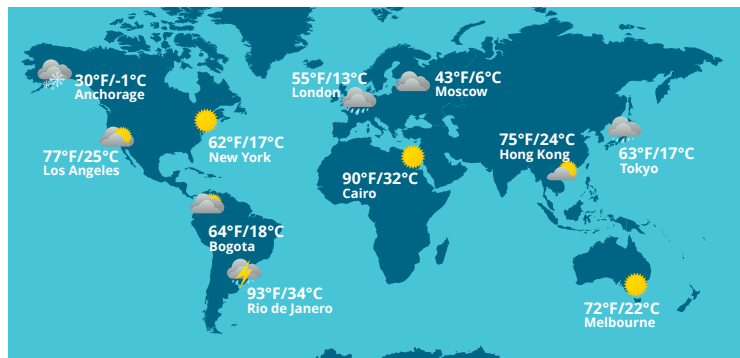 30°F/-1°C
Anchorage
55°F/13°C
London
43°F/6°C
Moscow
77°F/25°C
Los Angeles
62°F/17°C
New York
90°F/32°C
Cairo
75°F/24°C
Hong Kong
63°F/17°C
Tokyo
64°F/18°C
Bogota
93°F/34°C
Rio de Janero
72°F/22°C
Melbourne